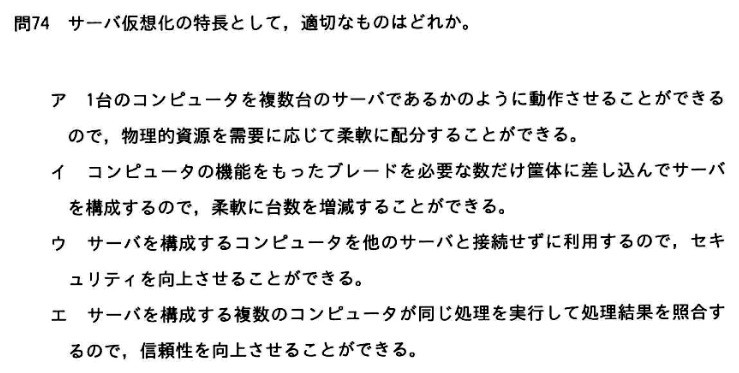 問74 サーバ仮想化の特長として，適切なものはどれか。
ア 1台のコンピュータを複数台のサーバであるかのように動作させることができる
ので，物理的資源を需要に応じて柔軟に配分することができる。
イ コンピュータの機能をもったブレードを必要な数だけ筐体に差し込んでサーバ
を構成するので，柔軟に台数を増減することができる。
ウ サーバを構成するコンピュータを他のサーバと接続せずに利用するので，セキ
ュリティを向上させることができる。
エ サーバを構成する複数のコンピュータが同じ処理を実行して処理結果を照合す
るので，信頼性を向上させることができる。